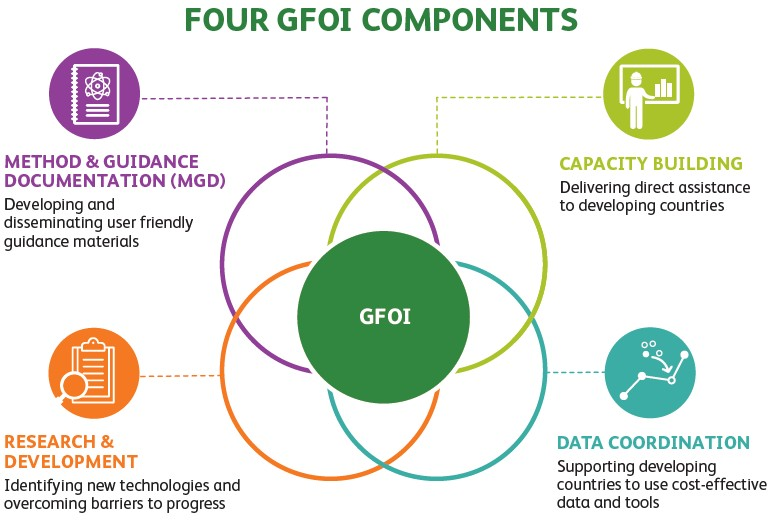 FOUR GFOI COMPONENTS
METHOD & GUIDANCE
DOCUMENTATION (MGD)
Developing and
disseminating user friendly
guidance materials
CAPACITY BUILDING
Delivering direct assistance
to developing countries
GFOI
RESEARCH &
DEVELOPMENT
Identifying new technologies and
overcoming barriers to progress
DATA COORDINATION
Supporting developing
countries to use cost-effective
data and tools